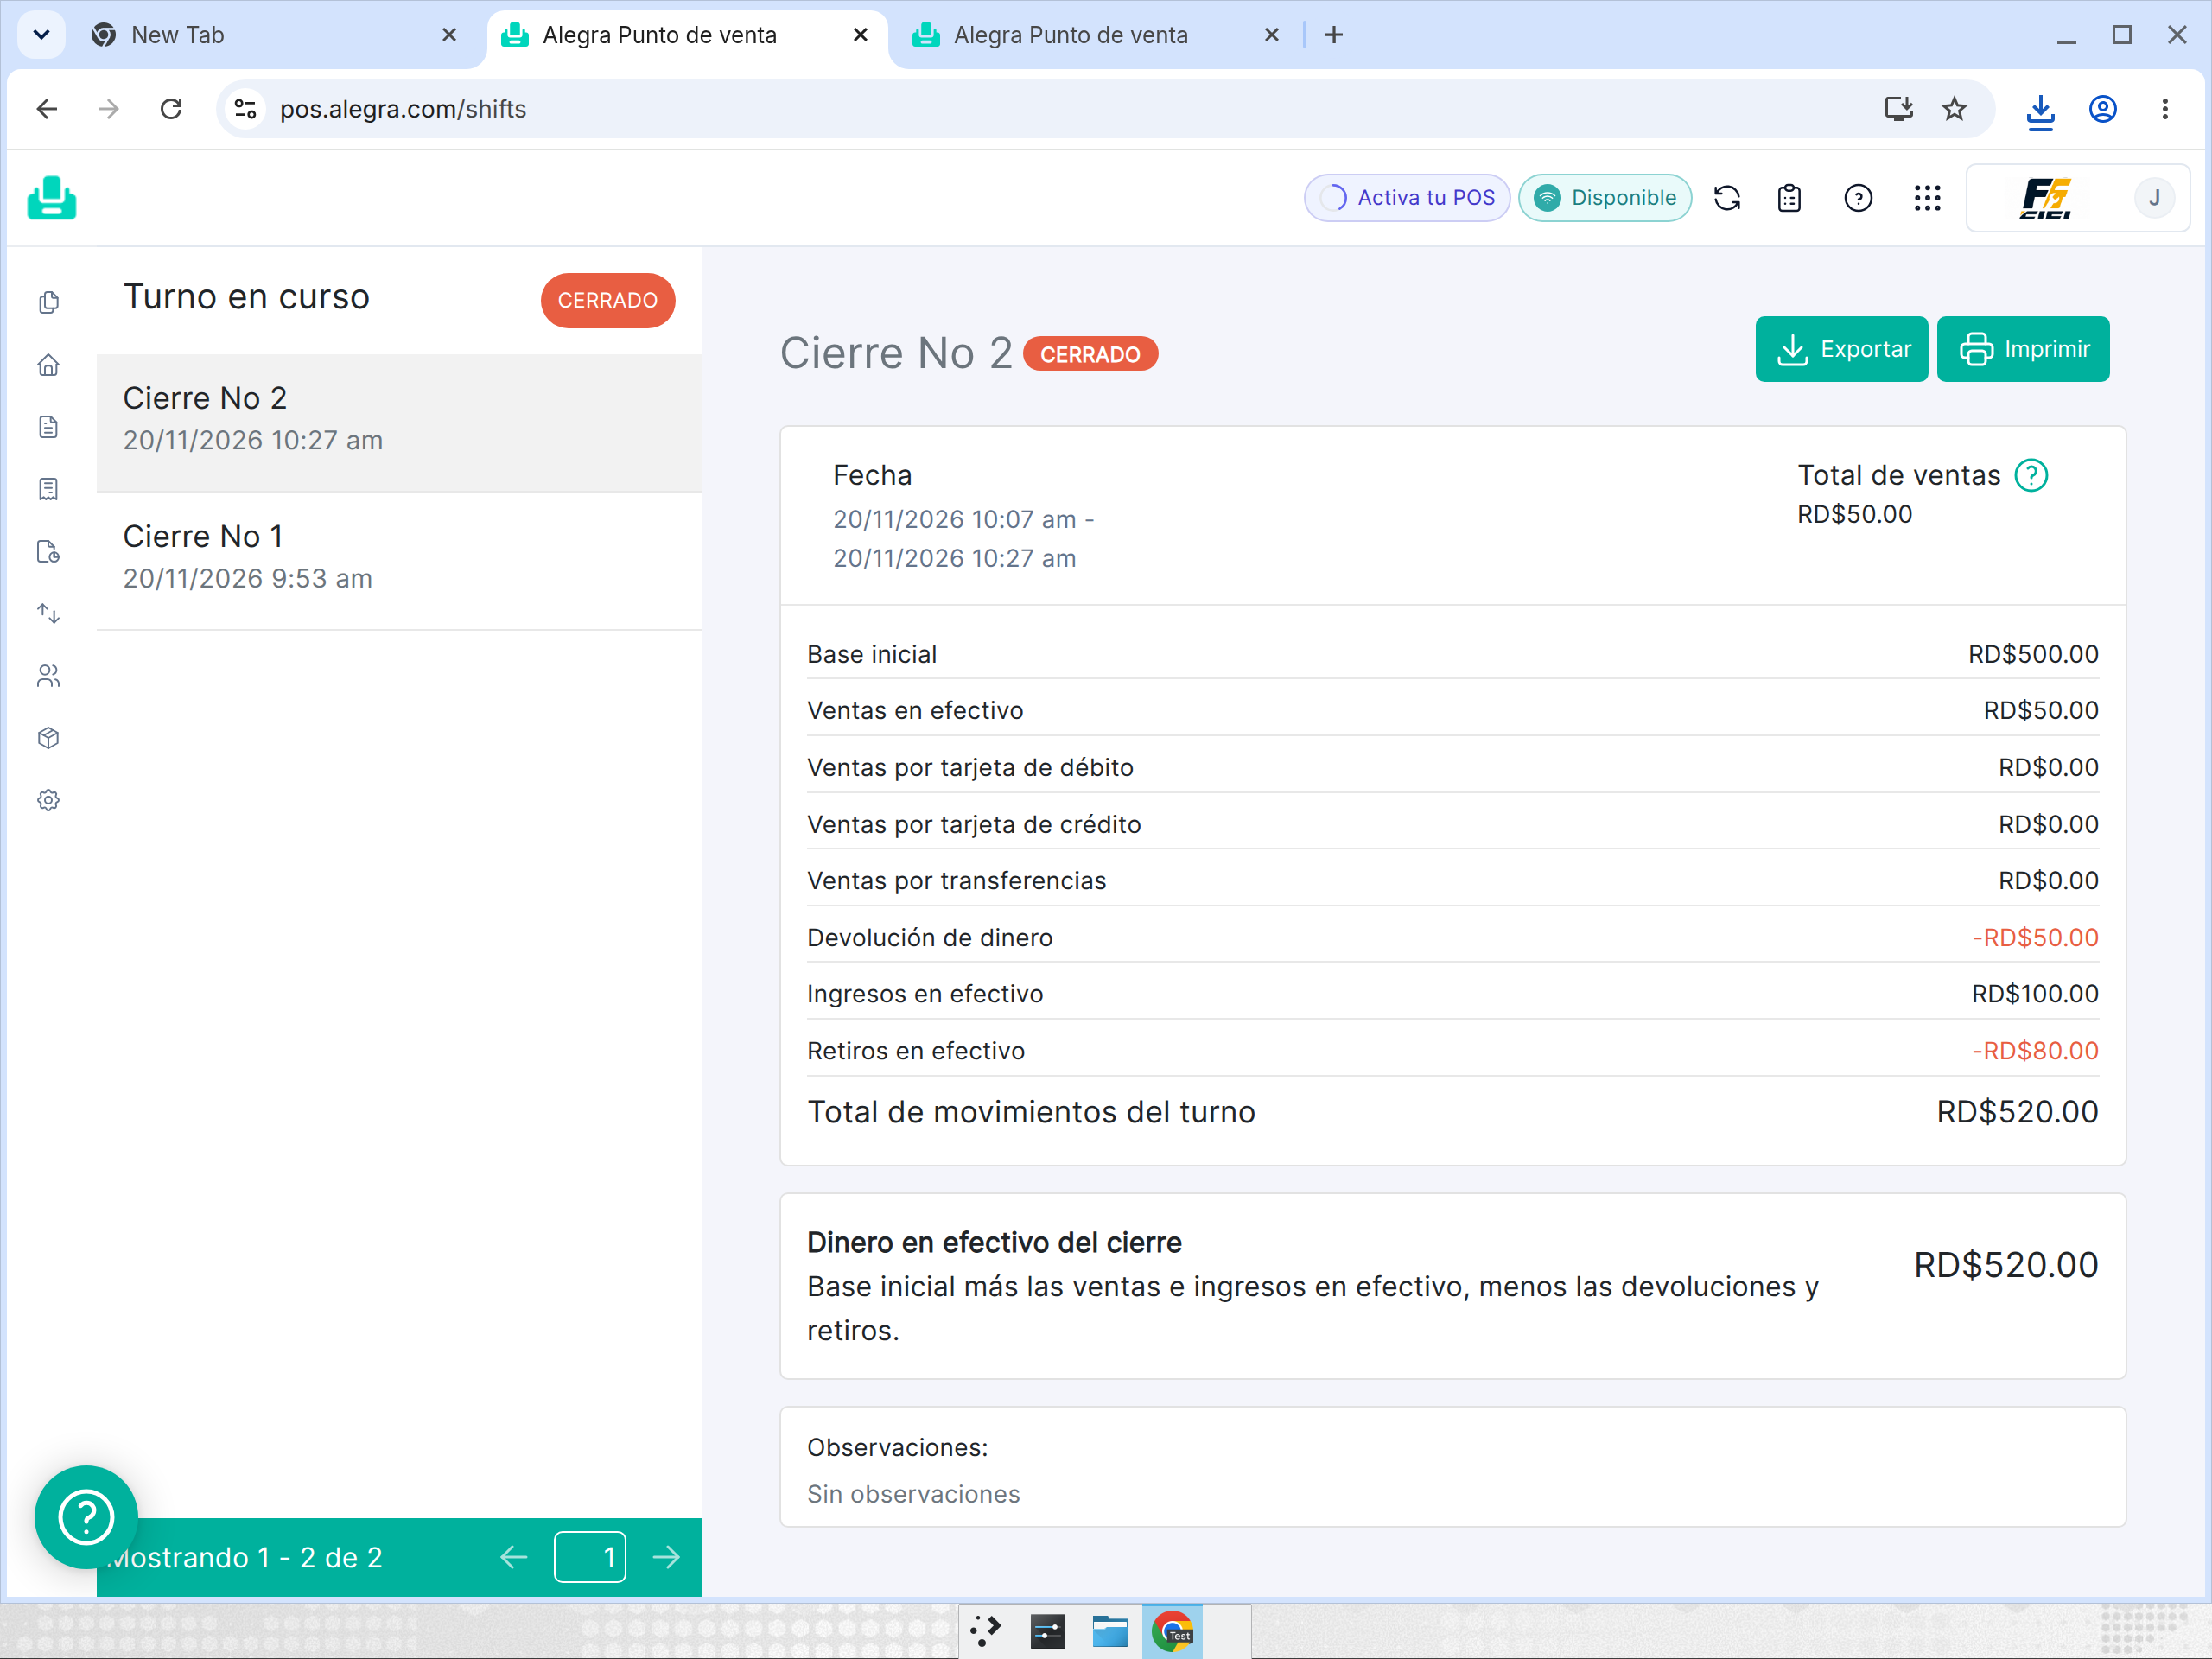 New Tab
Alegra Punto de venta
Alegra Punto de venta
pos.alegra.com/shifts
Activa tu POS
Disponible
J
Turno en curso
CERRADO
Cierre No 2
20/11/2026 10:27 am
Cierre No 1
20/11/2026 9:53 am
Mostrando 1 - 2 de 2
1
Cierre No 2 CERRADO
Exportar
Imprimir
Fecha
20/11/2026 10:07 am -
20/11/2026 10:27 am
Total de ventas
RD$50.00
Base inicial RD$500.00
Ventas en efectivo RD$50.00
Ventas por tarjeta de débito RD$0.00
Ventas por tarjeta de crédito RD$0.00
Ventas por transferencias RD$0.00
Devolución de dinero -RD$50.00
Ingresos en efectivo RD$100.00
Retiros en efectivo -RD$80.00
Total de movimientos del turno RD$520.00
Dinero en efectivo del cierre
RD$520.00
Base inicial más las ventas e ingresos en efectivo, menos las devoluciones y
retiros.
Observaciones:
Sin observaciones
Test